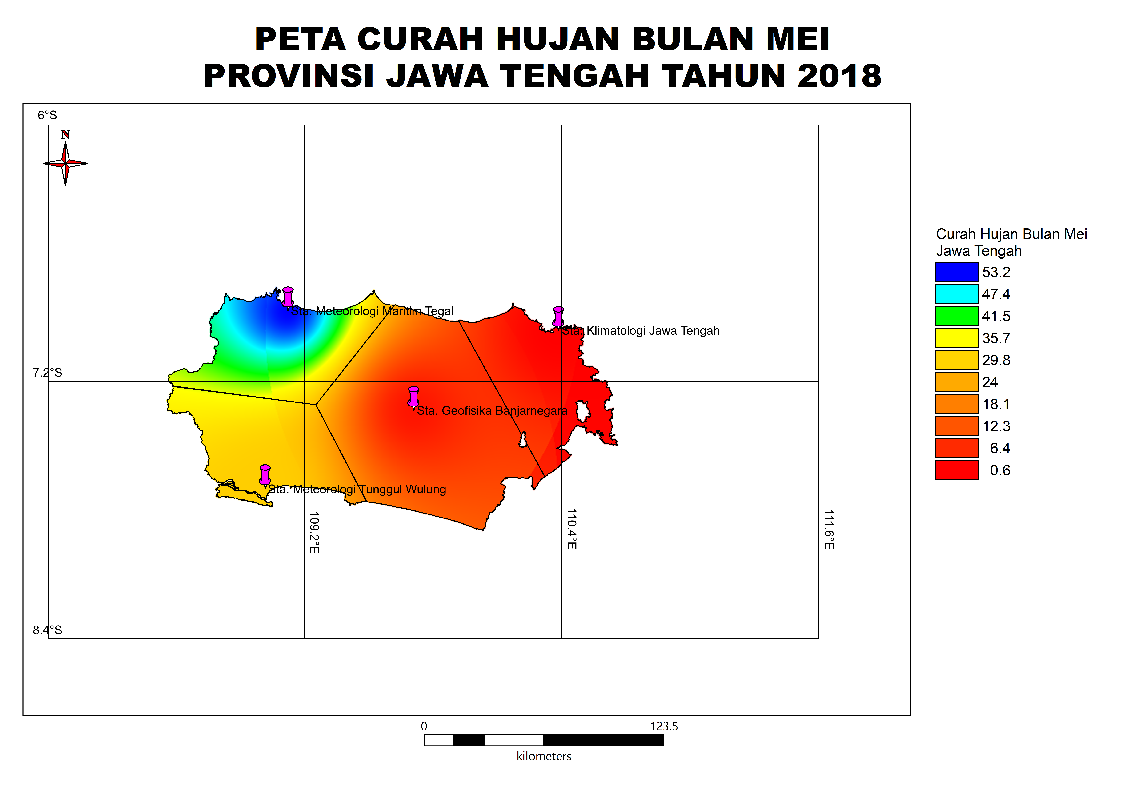 PETA CURAH HUJAN BULAN MEI
PROVINSI JAWA TENGAH TAHUN 2018
6°S
N
Sta. Meteorologi Maritim Tegal
Sta. Klimatologi Jawa Tengah
7.2°S
Sta. Geofisika Banjarnegara
Sta. Meteorologi Tunggul Wulung
109.2°E
110.4°E
111.6°E
8.4°S
Curah Hujan Bulan Mei
Jawa Tengah
53.2
47.4
41.5
35.7
29.8
24
18.1
12.3
6.4
0.6
0 123.5
kilometers